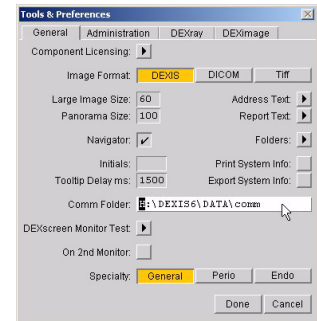 Tools & Preferences
General Administration DEXray DEXimage
Component Licensing:
Image Format: DEXIS DICOM Tiff
Large Image Size: 60 Address Text:
Panorama Size: 100 Report Text:
Navigator: Folders:
Initials: Print System Info:
Tooltip Delay ms: 1500 Export System Info:
Comm Folder: :\DEXIS6\DATA\comm
DEXscreen Monitor Test:
On 2nd Monitor:
Specialty: General Perio Endo
Done Cancel